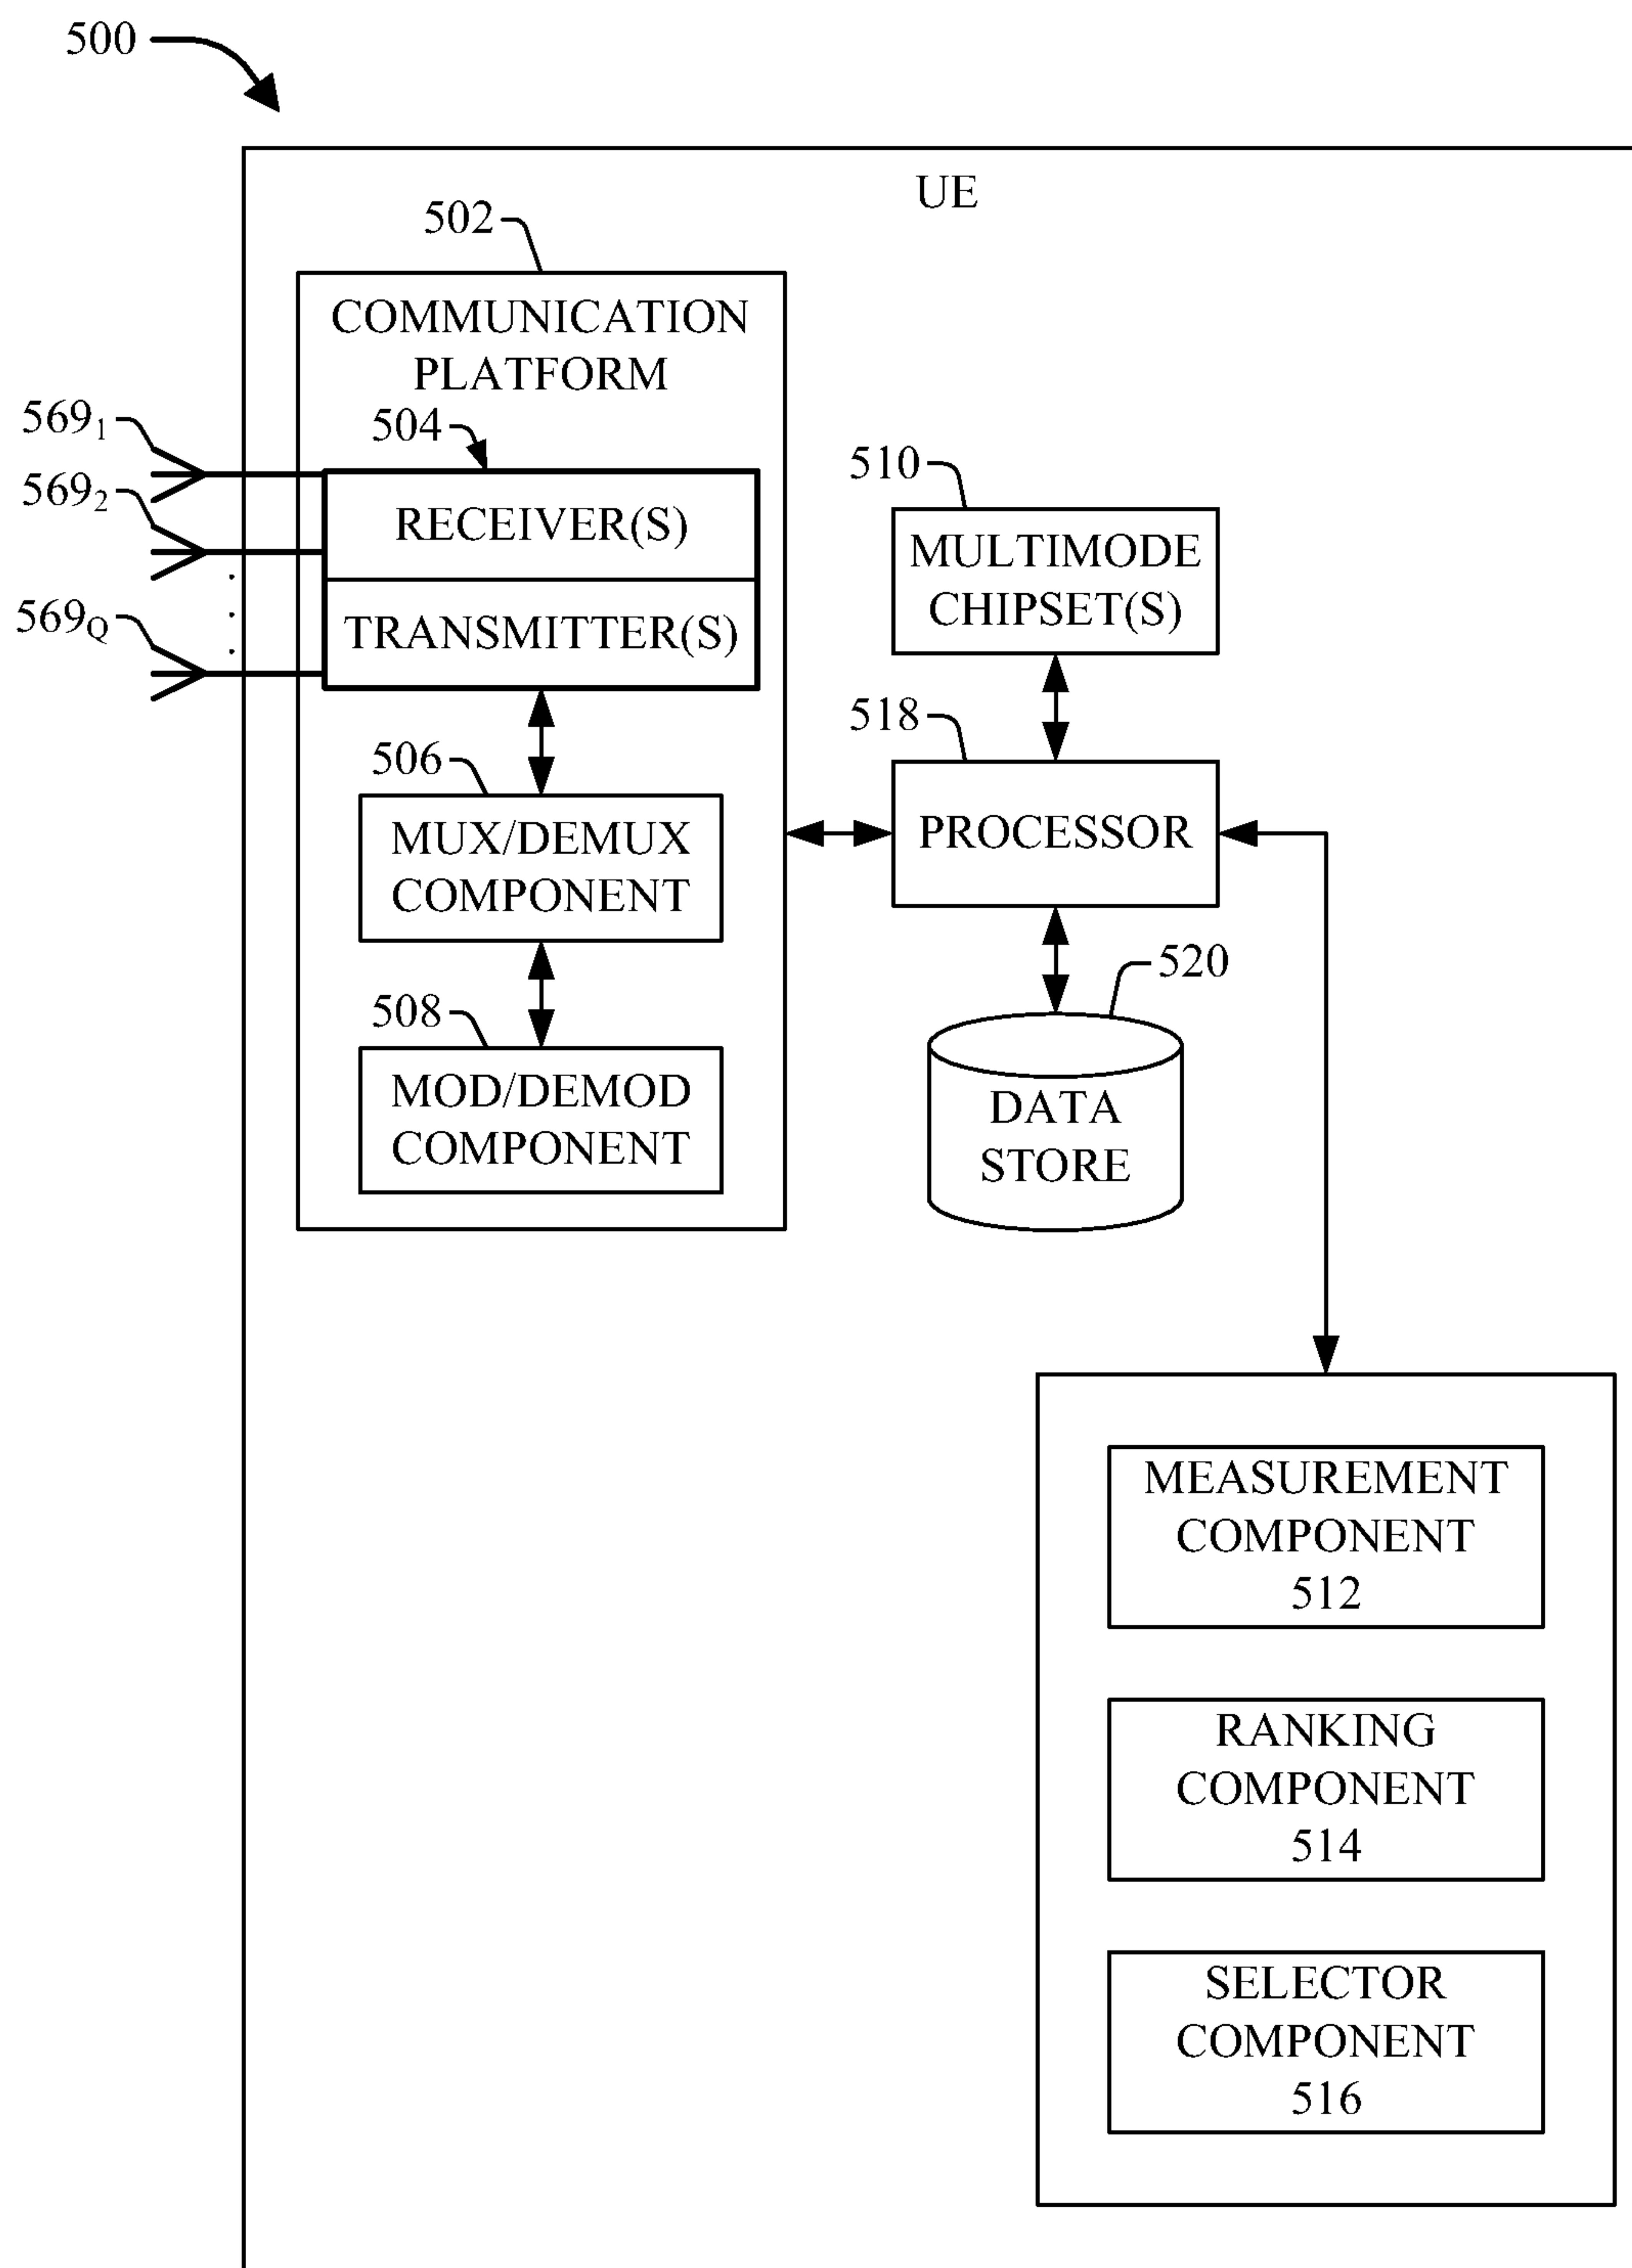 500
UE
502
COMMUNICATION
PLATFORM
569₁
504
569₂
RECEIVER(S)
569Q
TRANSMITTER(S)
510
MULTIMODE
CHIPSET(S)
518
PROCESSOR
506
MUX/DEMUX
COMPONENT
520
DATA
STORE
508
MOD/DEMOD
COMPONENT
MEASUREMENT
COMPONENT
512
RANKING
COMPONENT
514
SELECTOR
COMPONENT
516